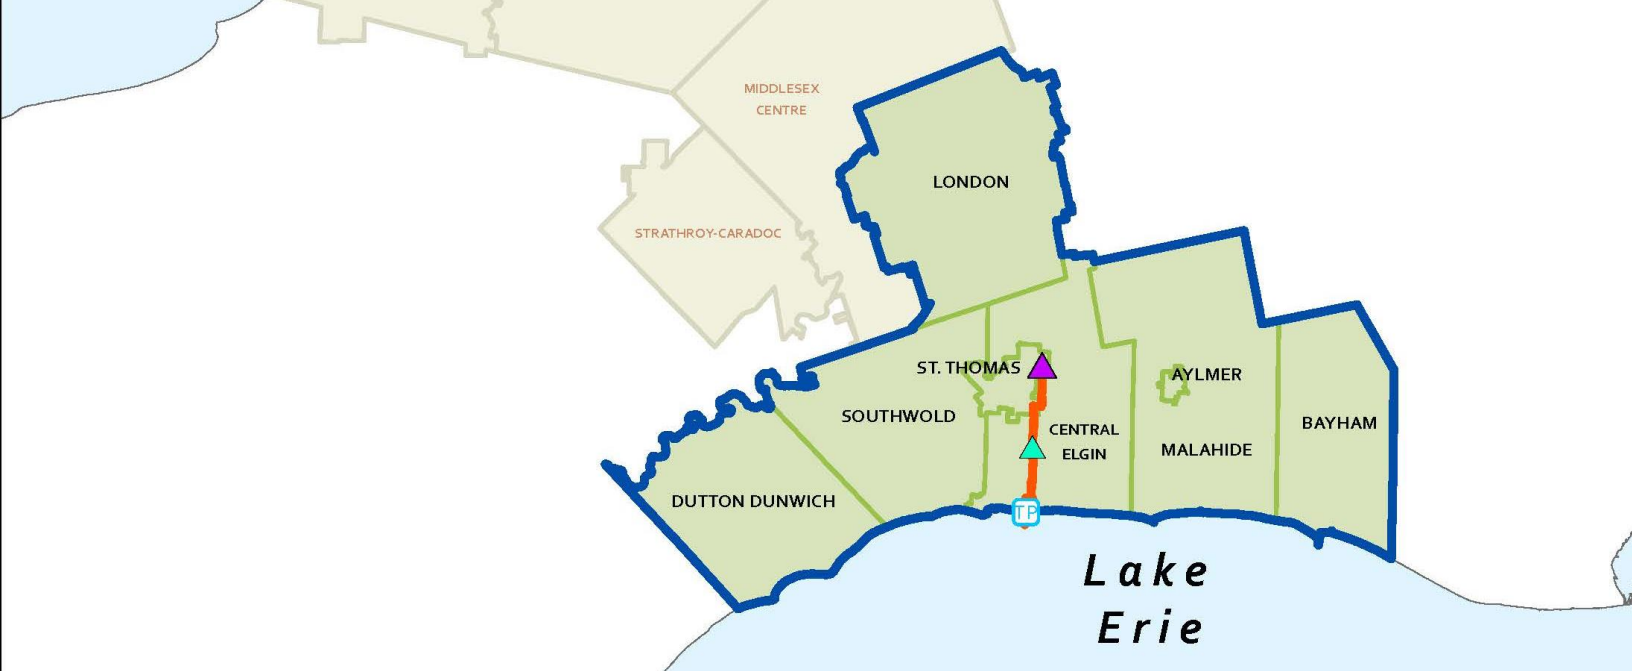 MIDDLESEX
CENTRE
LONDON
STRATHROY-CARADOC
ST. THOMAS
AYLMER
SOUTHWOLD
CENTRAL
ELGIN
BAYHAM
MALAHIDE
DUTTON DUNWICH
TP
Lake
Erie